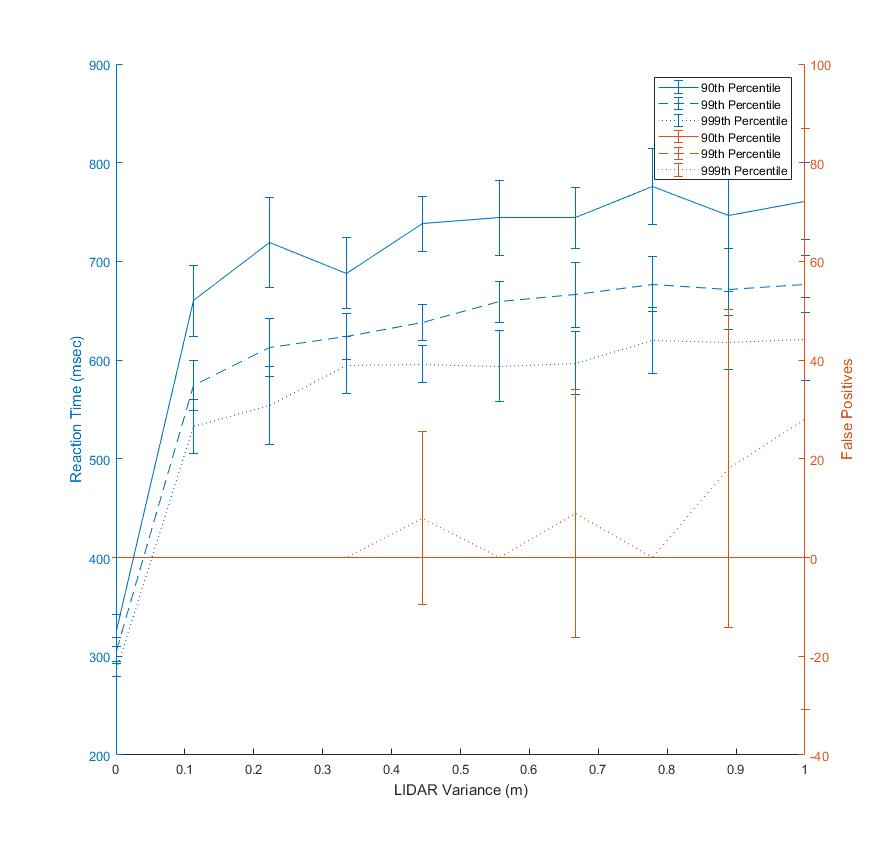 900
800
700
600
500
400
300
200
Reaction Time (msec)
90th Percentile
99th Percentile
999th Percentile
90th Percentile
99th Percentile
999th Percentile
100
80
60
40
20
0
-20
-40
False Positives
0 0.1 0.2 0.3 0.4 0.5 0.6 0.7 0.8 0.9 1
LIDAR Variance (m)